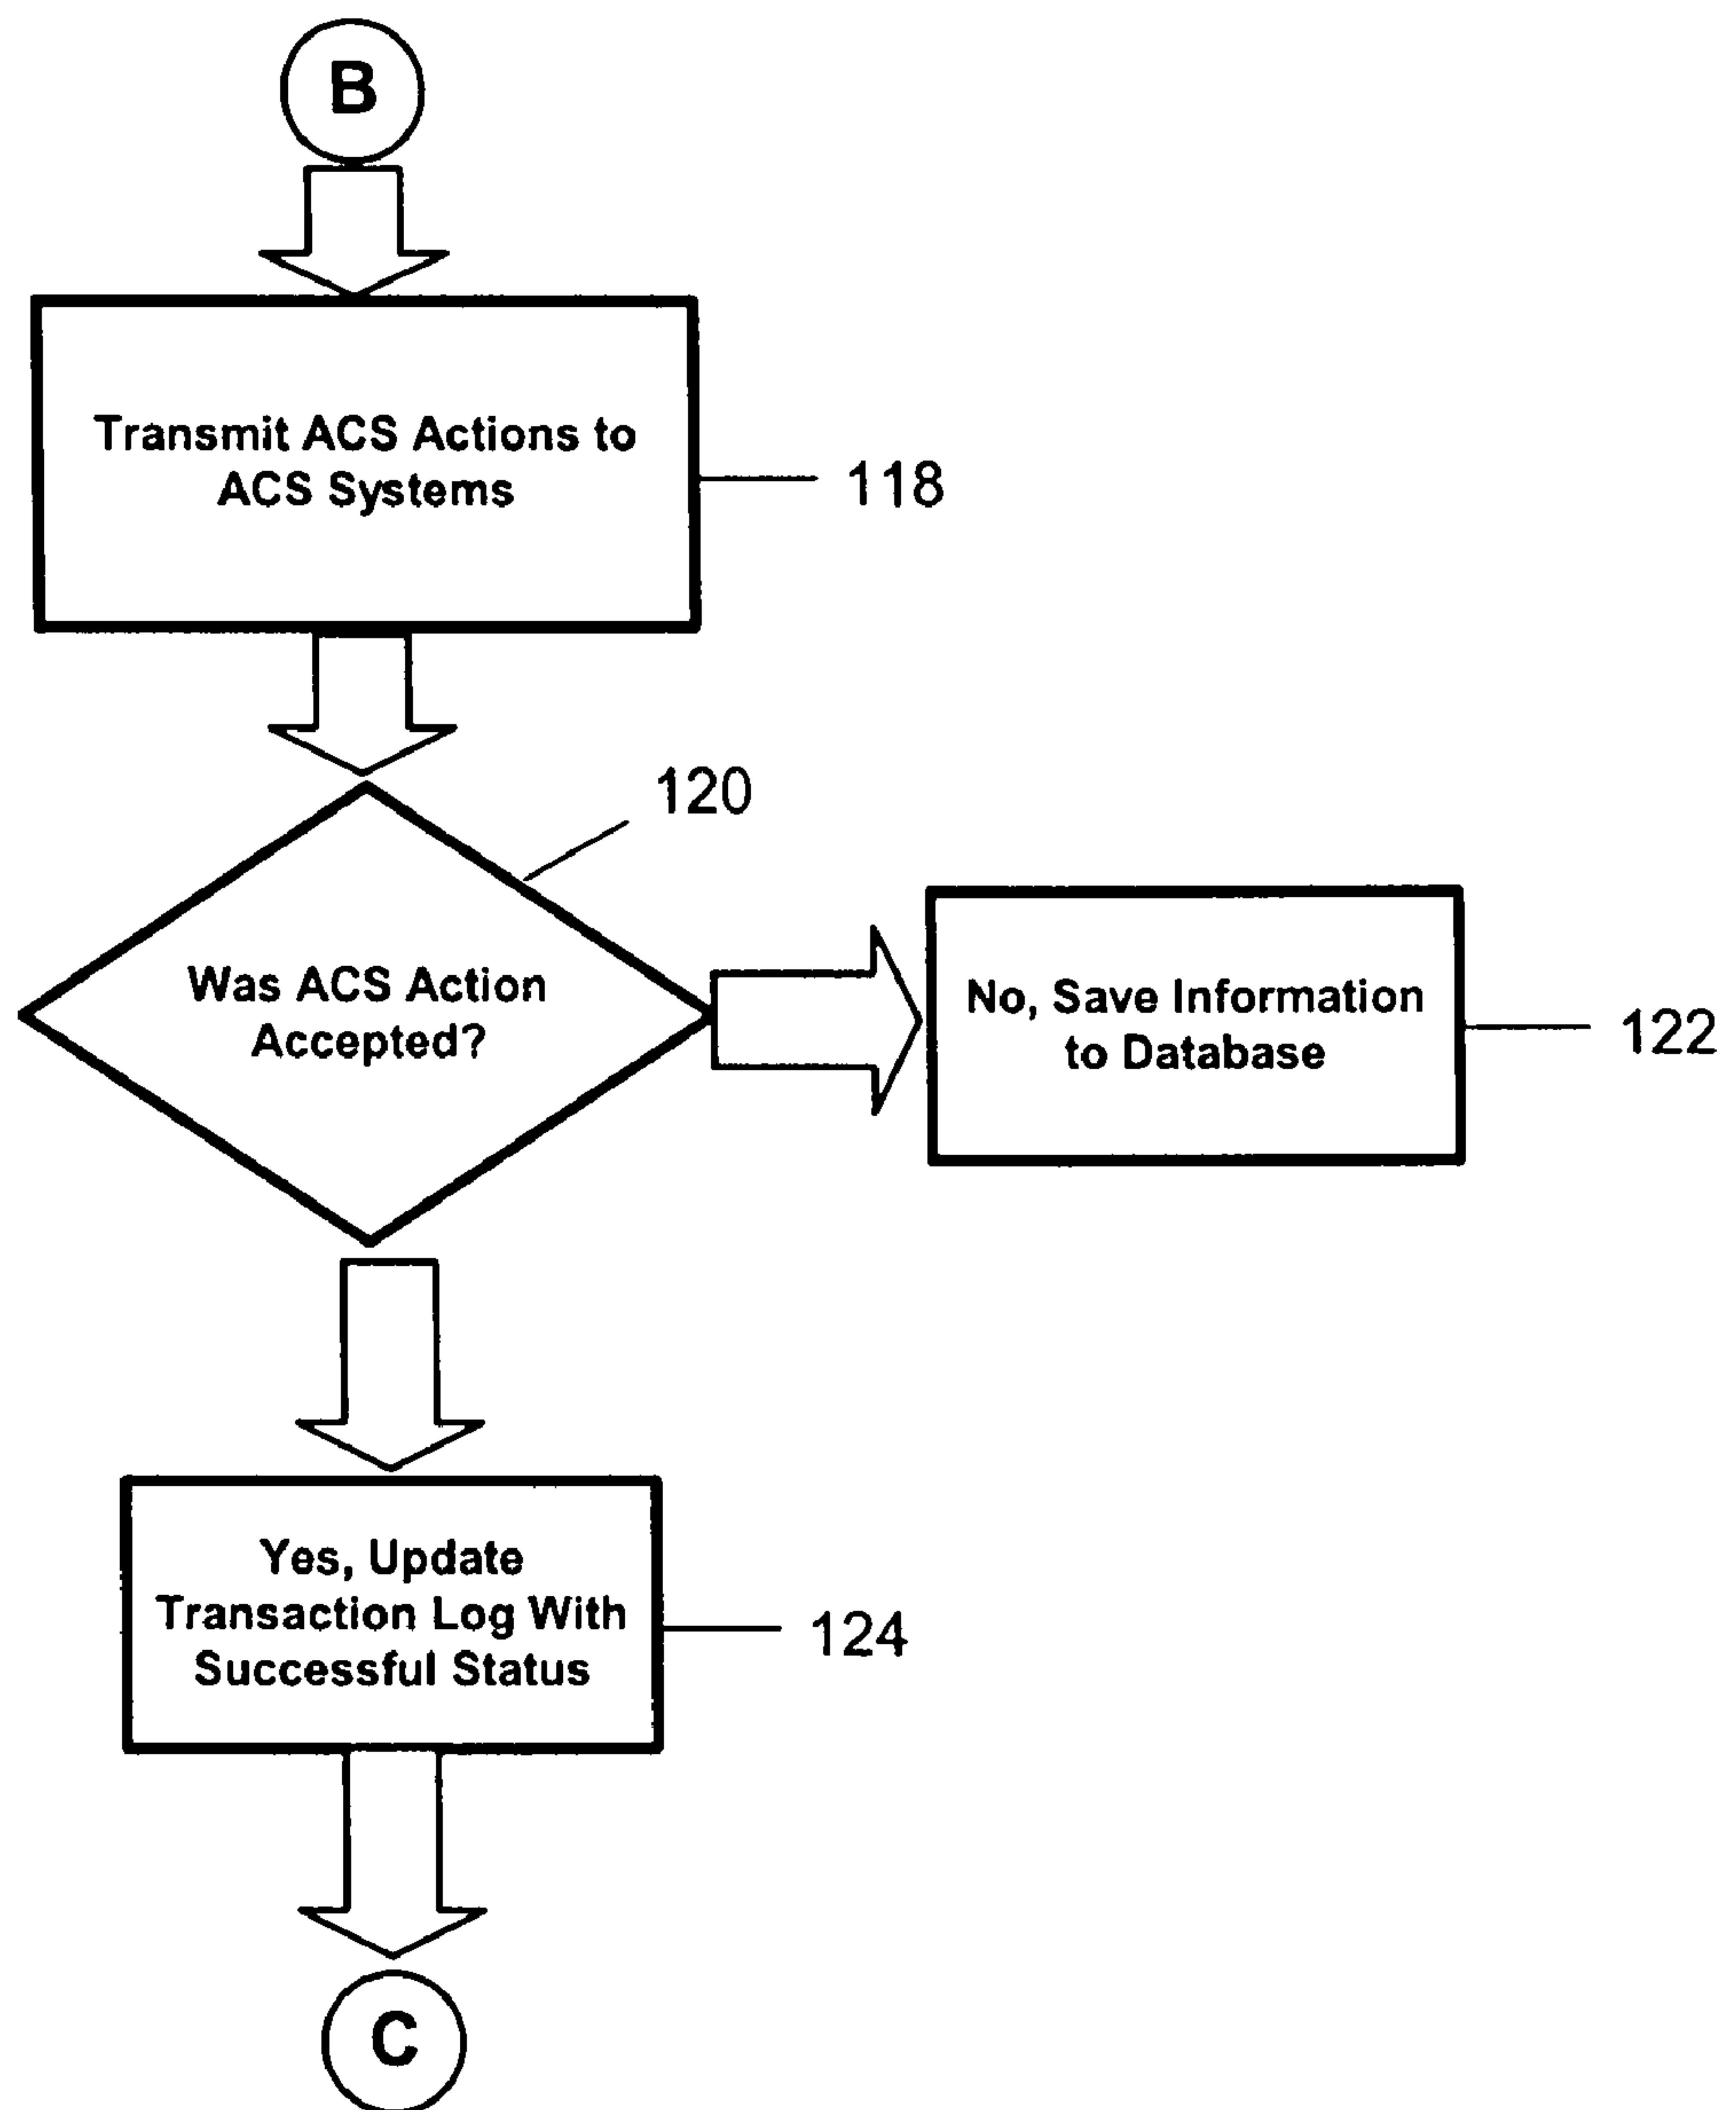 B
Transmit ACS Actions to
ACS Systems
118
120
Was ACS Action
Accepted?
No, Save Information
to Database
122
Yes, Update
Transaction Log With
Successful Status
124
C